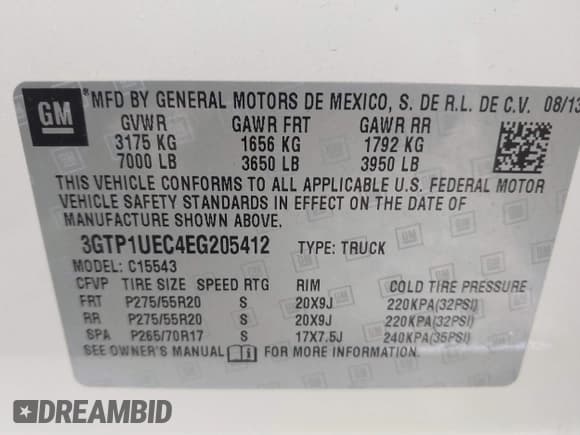 GM
®MFD BY GENERAL MOTORS DE MEXICO, S. DE R.L. DE C.V. 08/13
GVWR GAWR FRT GAWR RR
3175 KG 1656 KG 1792 KG
7000 LB 3650 LB 3950 LB
THIS VEHICLE CONFORMS TO ALL APPLICABLE U.S. FEDERAL MOTOR
VEHICLE SAFETY STANDARDS IN EFFECT ON THE DATE OF
MANUFACTURE SHOWN ABOVE.
3GTP1UEC4EG205412 TYPE: TRUCK
MODEL: C15543
CFVP TIRE SIZE SPEED RTG RIM COLD TIRE PRESSURE
FRT P275/55R20 S 20X9J 220KPA(32PSI)
RR P275/55R20 S 20X9J 220KPA(32PSI)
SPA P265/70R17 S 17X7.5J 240KPA(35PSI)
SEE OWNER'S MANUAL FOR MORE INFORMATION.
DREAMBID